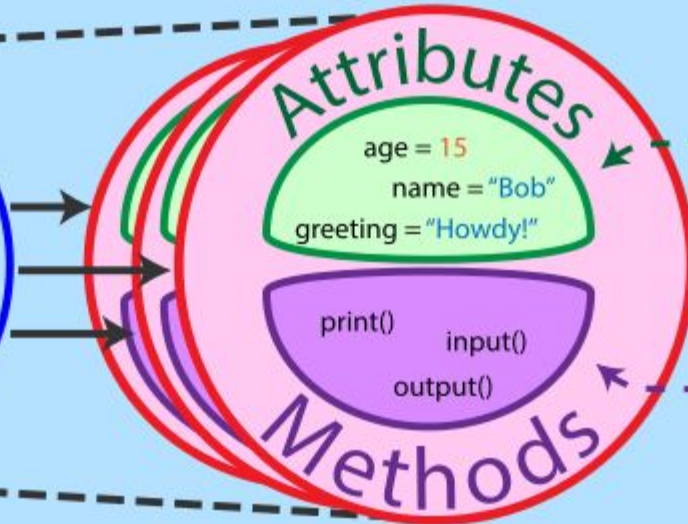 Attributes
age = 15
name = “Bob”
greeting = “Howdy!”
print()
input()
output()
Methods